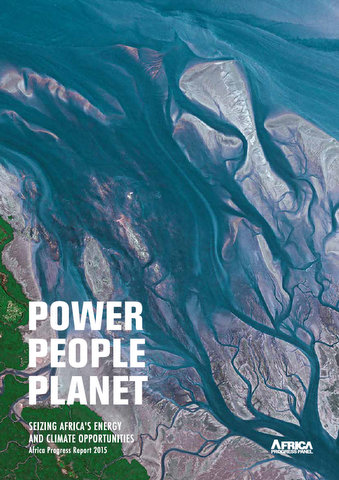 POWER
PEOPLE
PLANET
SEIZING AFRICA'S ENERGY
AND CLIMATE OPPORTUNITIES
Africa Progress Report 2015
AFRICA
PROGRESS PANEL